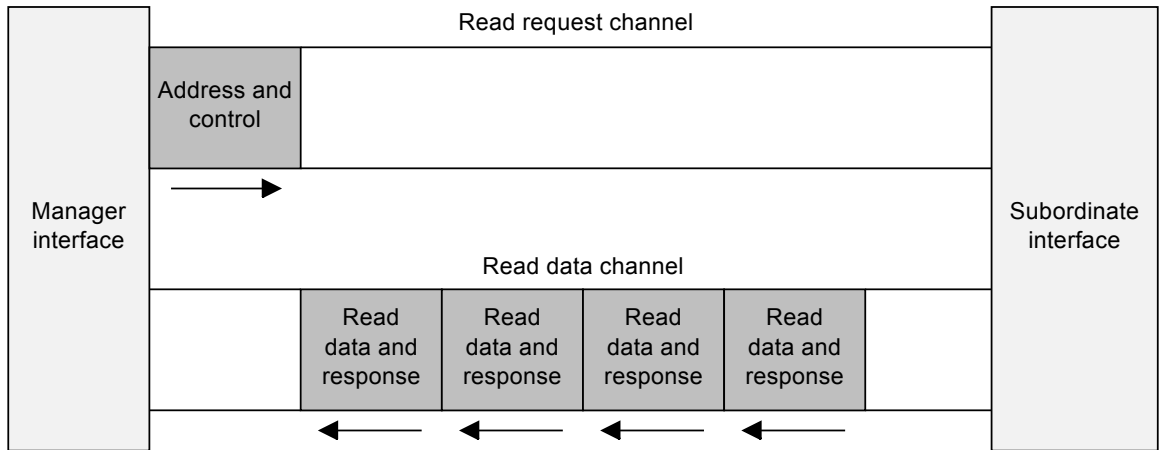 Read request channel
Address and
control
Manager
interface
Subordinate
interface
Read data channel
Read
data and
response
Read
data and
response
Read
data and
response
Read
data and
response